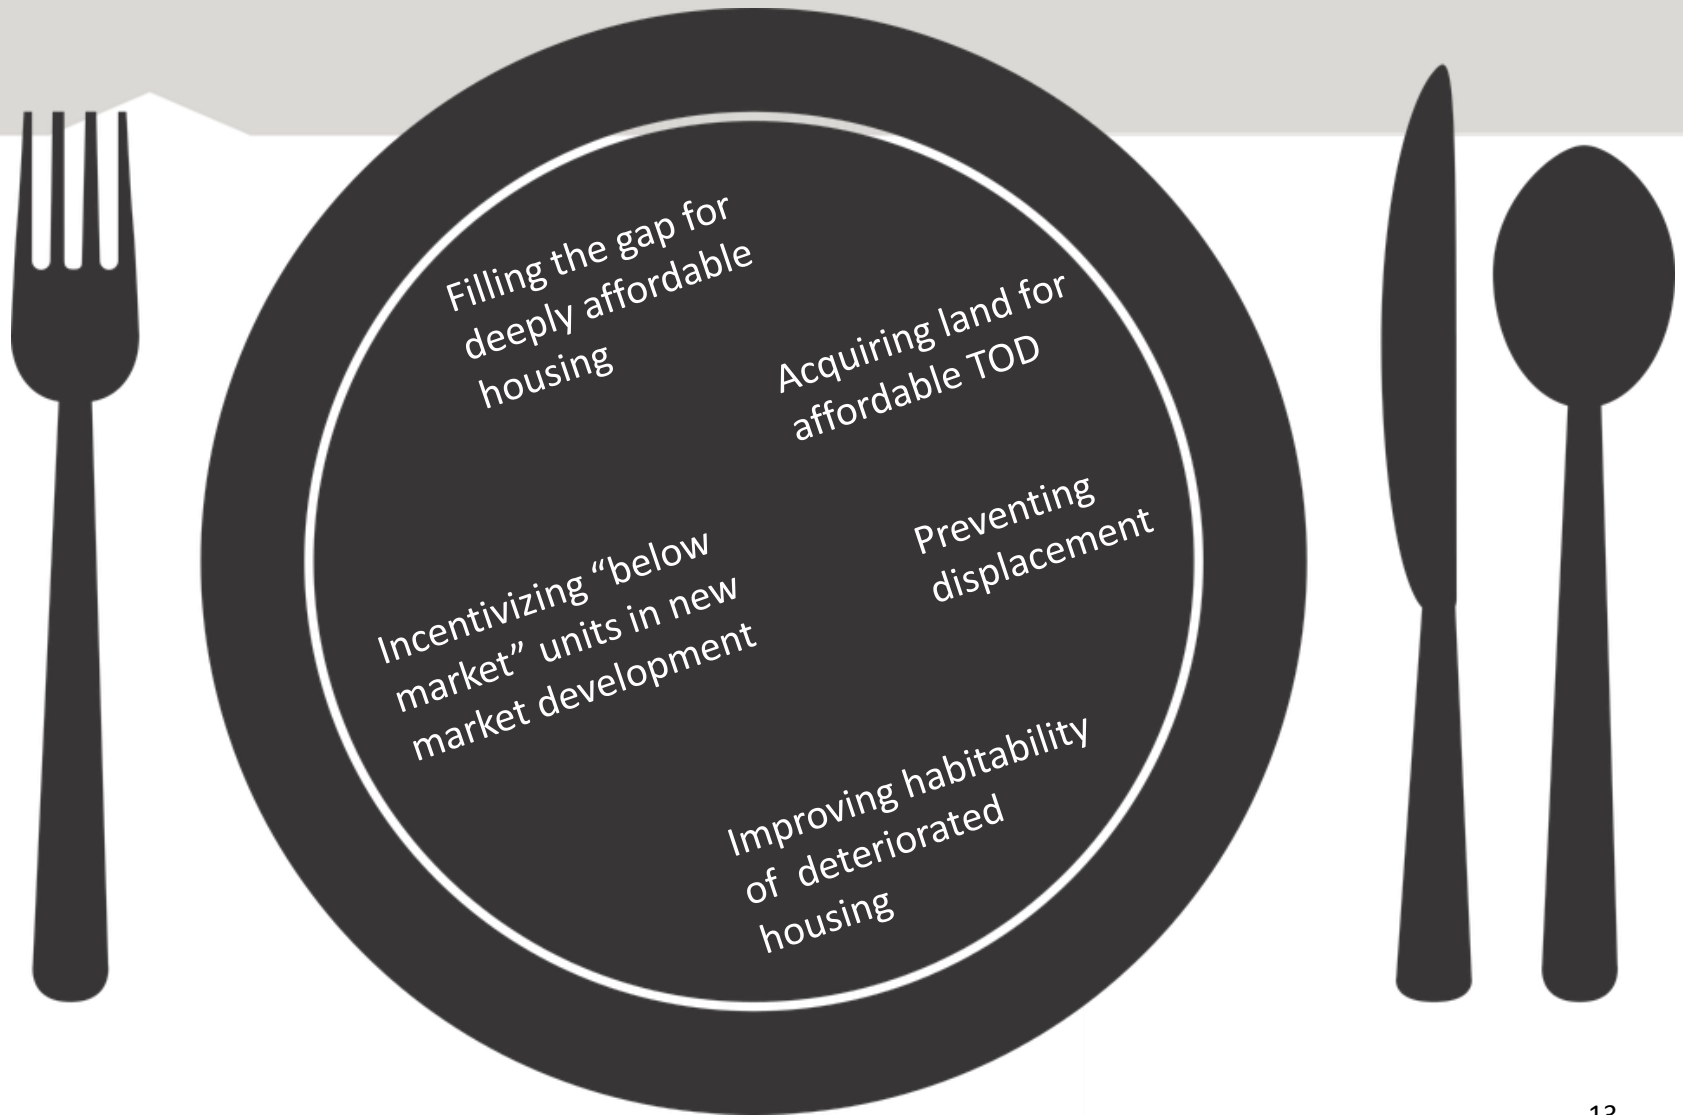 Filling the gap for
deeply affordable
housing
Acquiring land for
affordable TOD
Preventing
displacement
Incentivizing “below
market” units in new
market development
Improving habitability
of deteriorated
housing
13